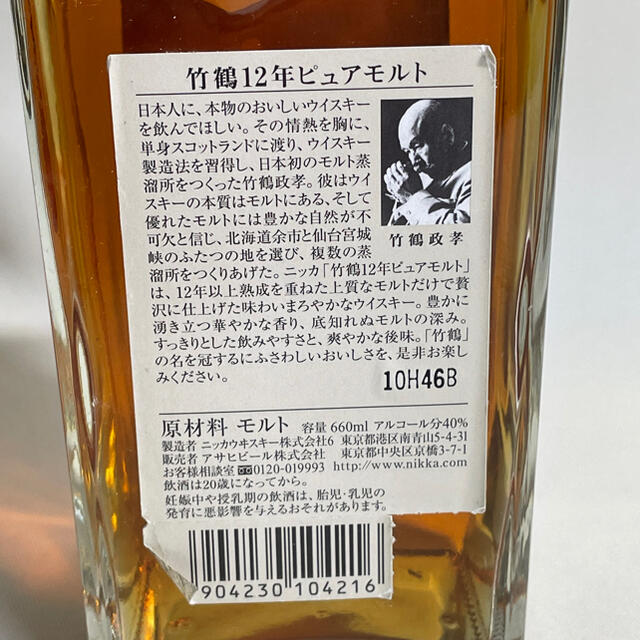 竹鶴12年ピュアモルト
日本人に、本物のおいしいウイスキー
を飲んでほしい。その情熱を胸に、
単身スコットランドに渡り、ウイスキー
製造法を習得し、日本初のモルト蒸
溜所をつくった竹鶴政孝。彼はウイ
スキーの本質はモルトにある、そして
優れたモルトには豊かな自然が不
可欠と信じ、北海道余市と仙台宮城
峡のふたつの地を選び、複数の蒸
溜所をつくりあげた。ニッカ「竹鶴12年ピュアモルト」
は、12年以上熟成を重ねた上質なモルトだけで贅
沢に仕上げた味わいまろやかなウイスキー。豊かに
湧き立つ華やかな香り、底知れぬモルトの深み。
すっきりとした飲みやすさと、爽やかな後味。「竹鶴」
の名を冠するにふさわしいおいしさを、是非お楽し
みください。
竹鶴政孝
10H46B
原材料 モルト 容量 660ml アルコール分40%
製造者 ニッカウヰスキー株式会社6 東京都港区南青山5-4-31
販売者 アサヒビール株式会社 東京都中央区京橋3-7-1
お客様相談室 0120-019993 http://www.nikka.com
飲酒は20歳になってから。
妊娠中や授乳期の飲酒は、胎児・乳児の
発育に悪影響を与えるおそれがあります。
904230 104216